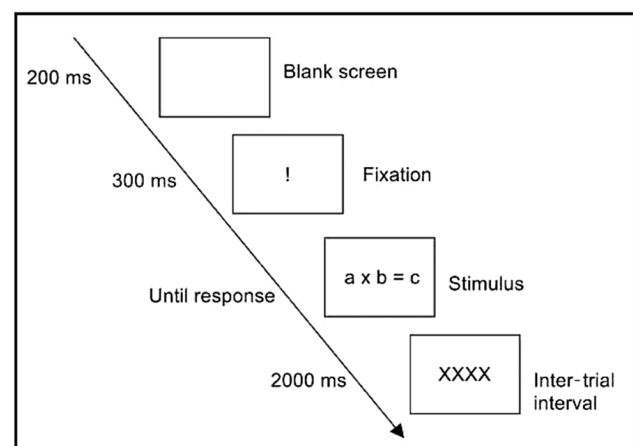 200 ms
Blank screen
300 ms
!
Fixation
Until response
a x b = c
Stimulus
2000 ms
XXXX
Inter-trial
interval